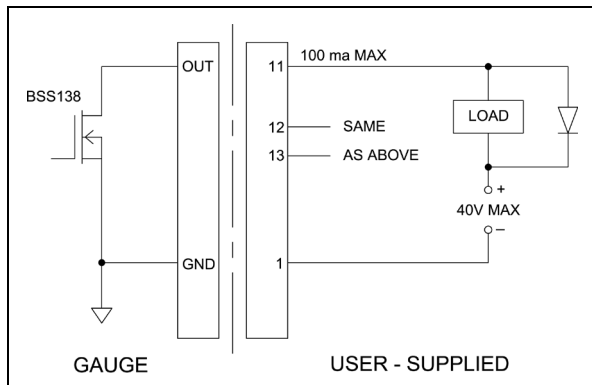 OUT
11
100 ma MAX
BSS138
LOAD
12
SAME
13
AS ABOVE
+
40V MAX
–
GND
1
GAUGE
USER - SUPPLIED